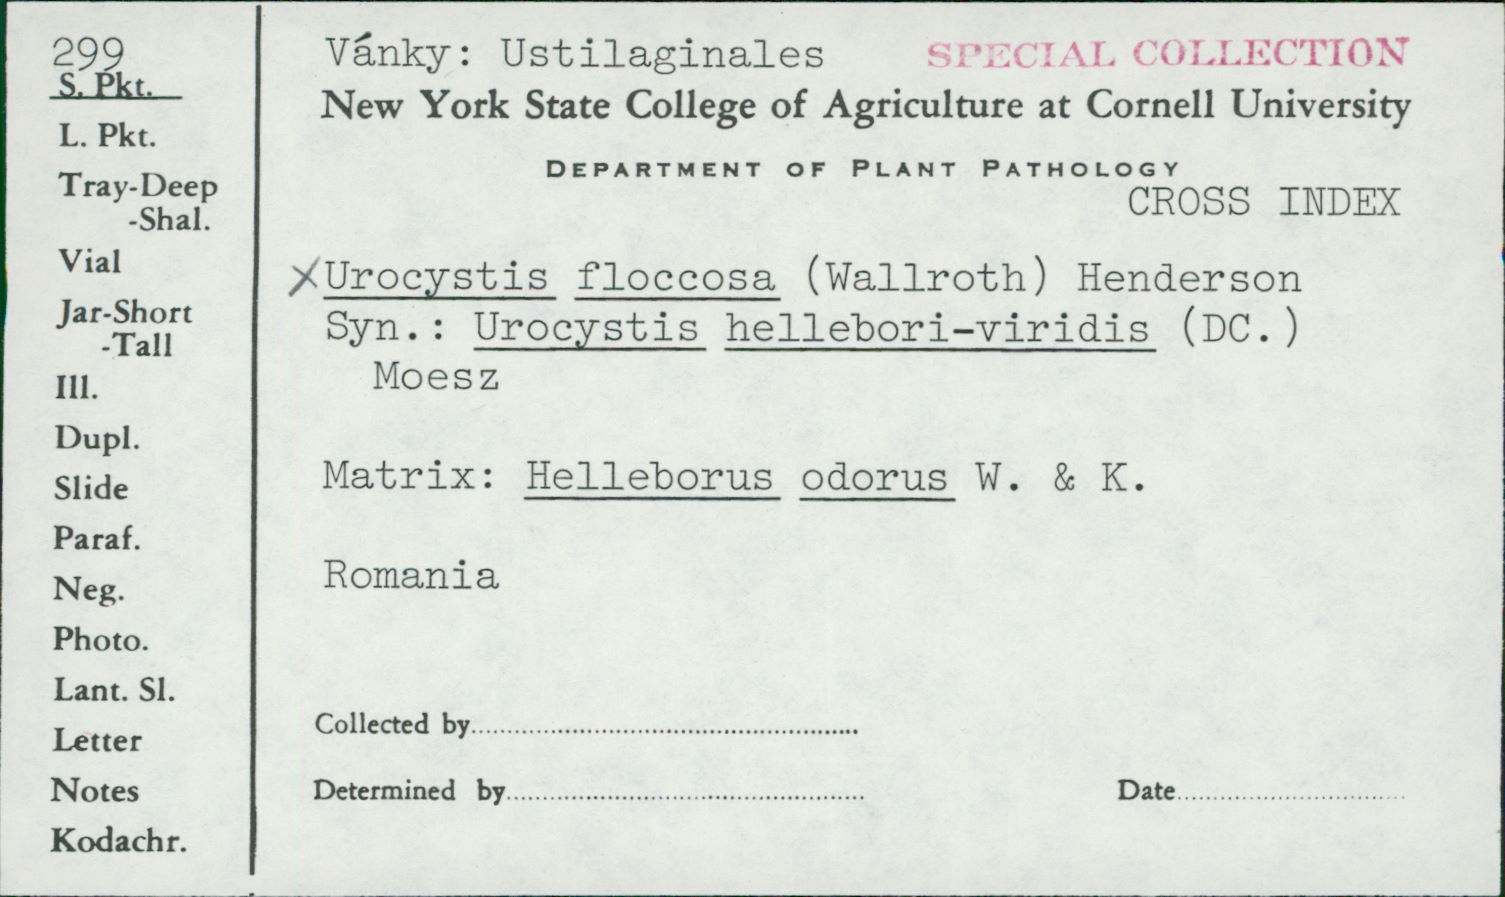 299
S. Pkt.
L. Pkt.
Tray-Deep
-Shal.
Vial
Jar-Short
-Tall
Ill.
Dupl.
Slide
Paraf.
Neg.
Photo.
Lant. Sl.
Letter
Notes
Kodachr.
Vánky: Ustilaginales SPECIAL COLLECTION
New York State College of Agriculture at Cornell University
DEPARTMENT OF PLANT PATHOLOGY
CROSS INDEX
XUrocystis floccosa (Wallroth) Henderson
Syn.: Urocystis hellebori-viridis (DC.)
Moesz
Matrix: Helleborus odorus W. & K.
Romania
Collected by
Determined by Date